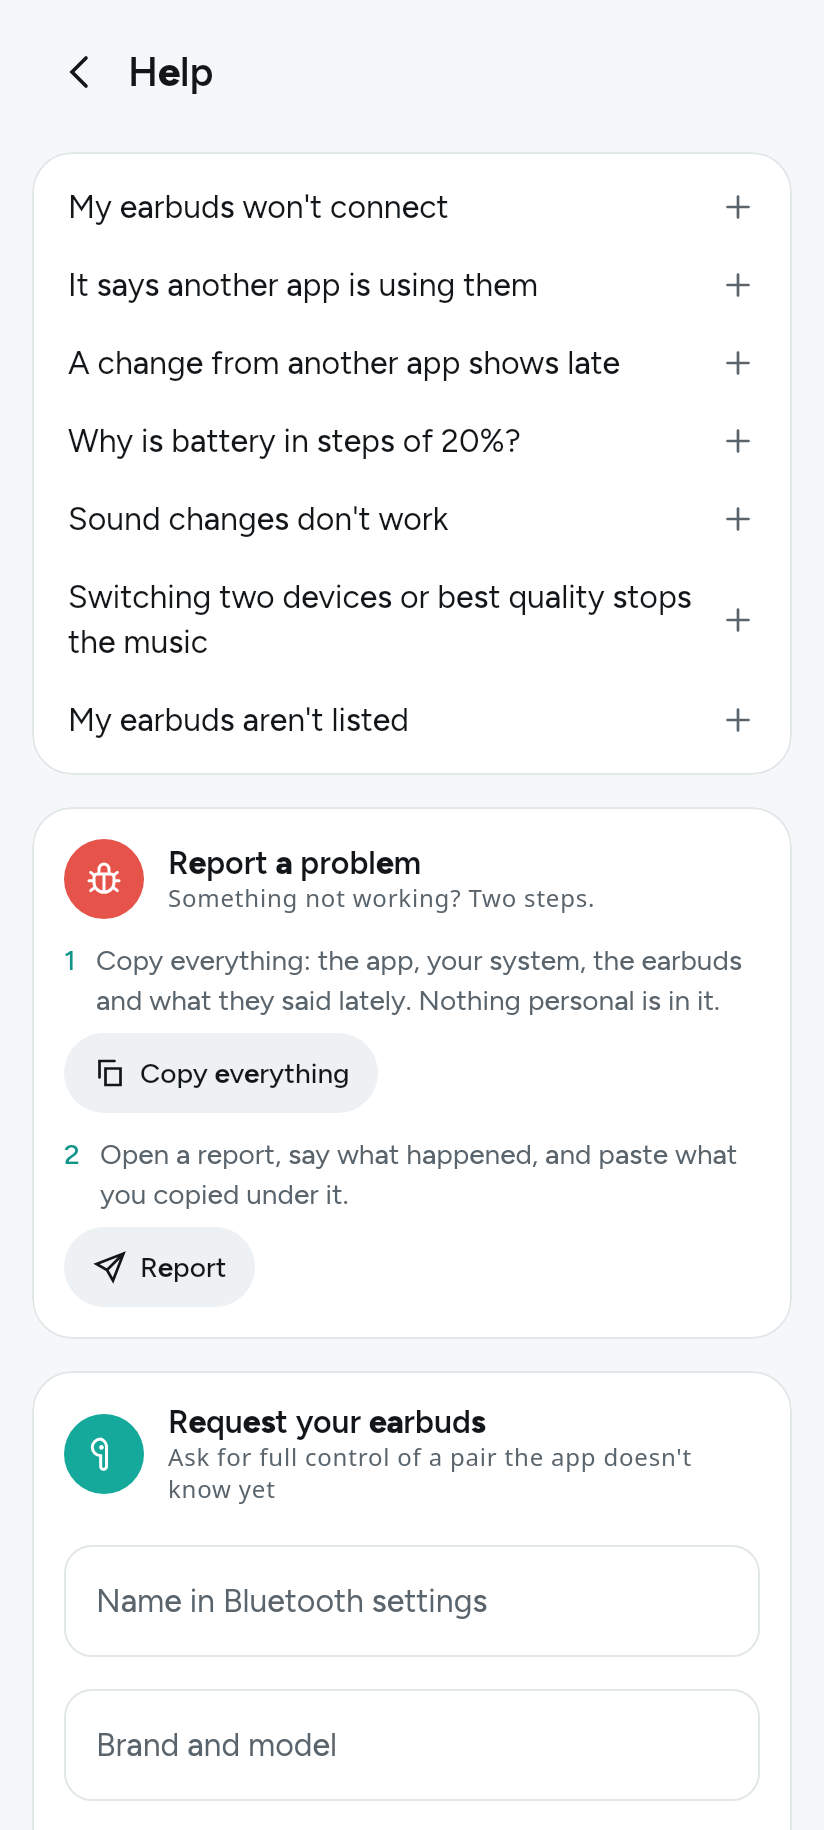 Help
My earbuds won't connect
It says another app is using them
A change from another app shows late
Why is battery in steps of 20%?
Sound changes don't work
Switching two devices or best quality stops
the music
My earbuds aren't listed
Report a problem
Something not working? Two steps.
1 Copy everything: the app, your system, the earbuds
and what they said lately. Nothing personal is in it.
Copy everything
2 Open a report, say what happened, and paste what
you copied under it.
Report
Request your earbuds
Ask for full control of a pair the app doesn't
know yet
Name in Bluetooth settings
Brand and model